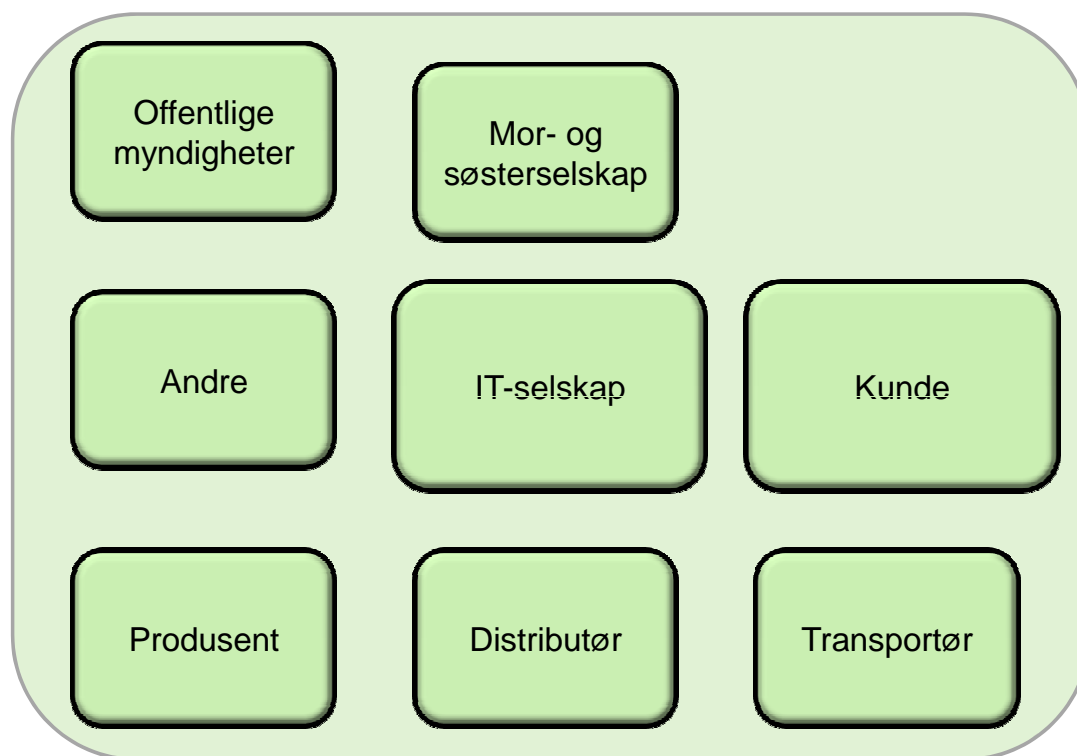 Offentlige
myndigheter
Mor- og
søsterselskap
Andre
IT-selskap
Kunde
Produsent
Distributør
Transportør